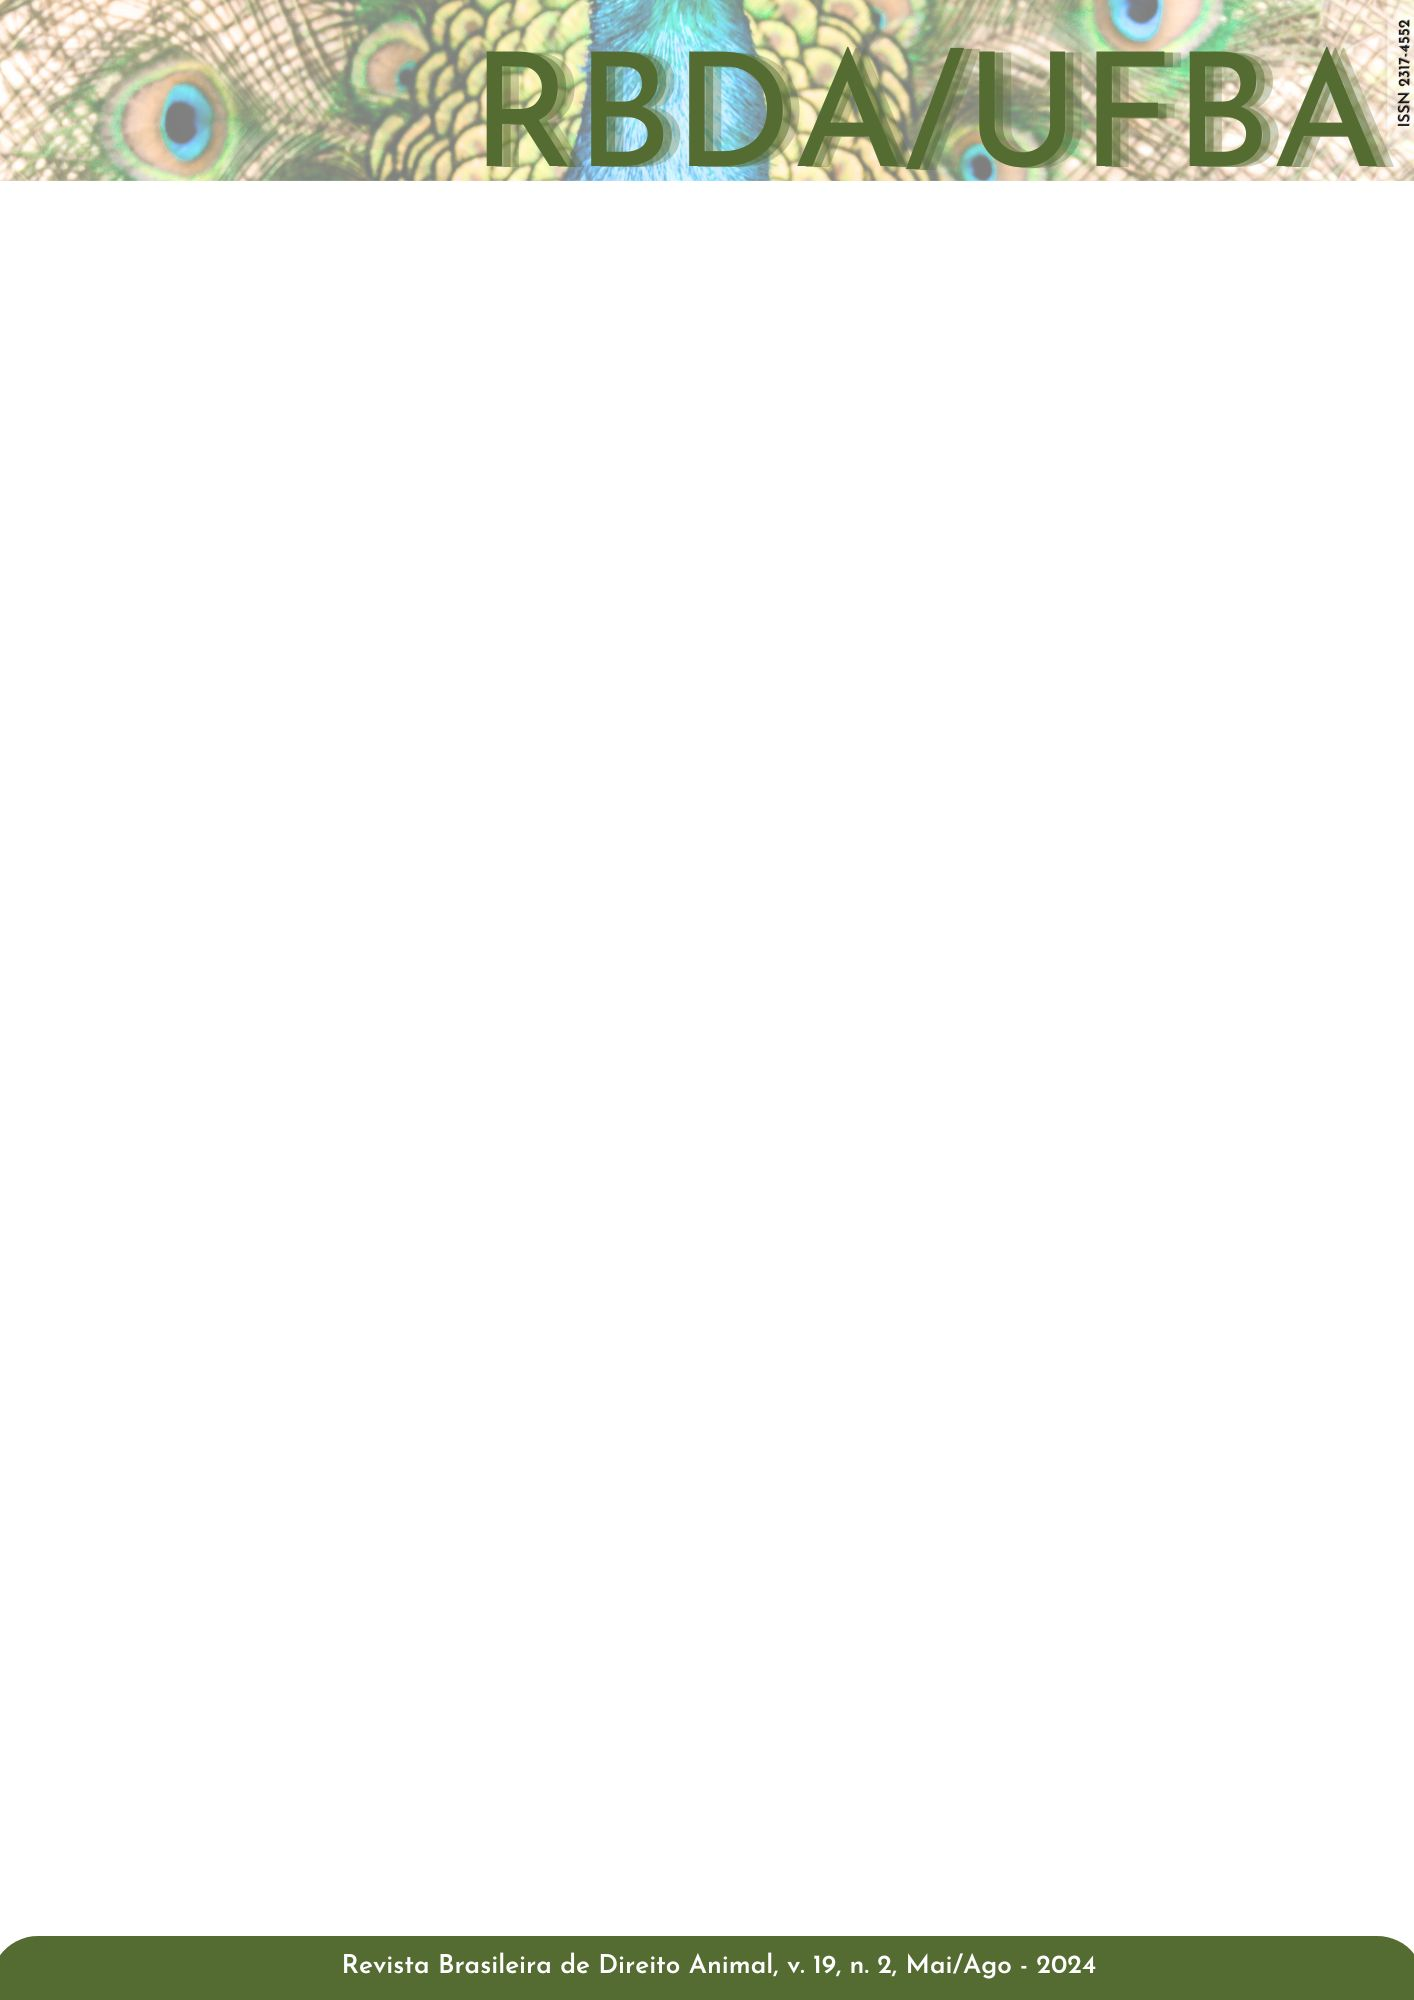 RBDA/UFBA
ISSN 2317-4552
Revista Brasileira de Direito Animal, v. 19, n. 2, Mai/Ago - 2024